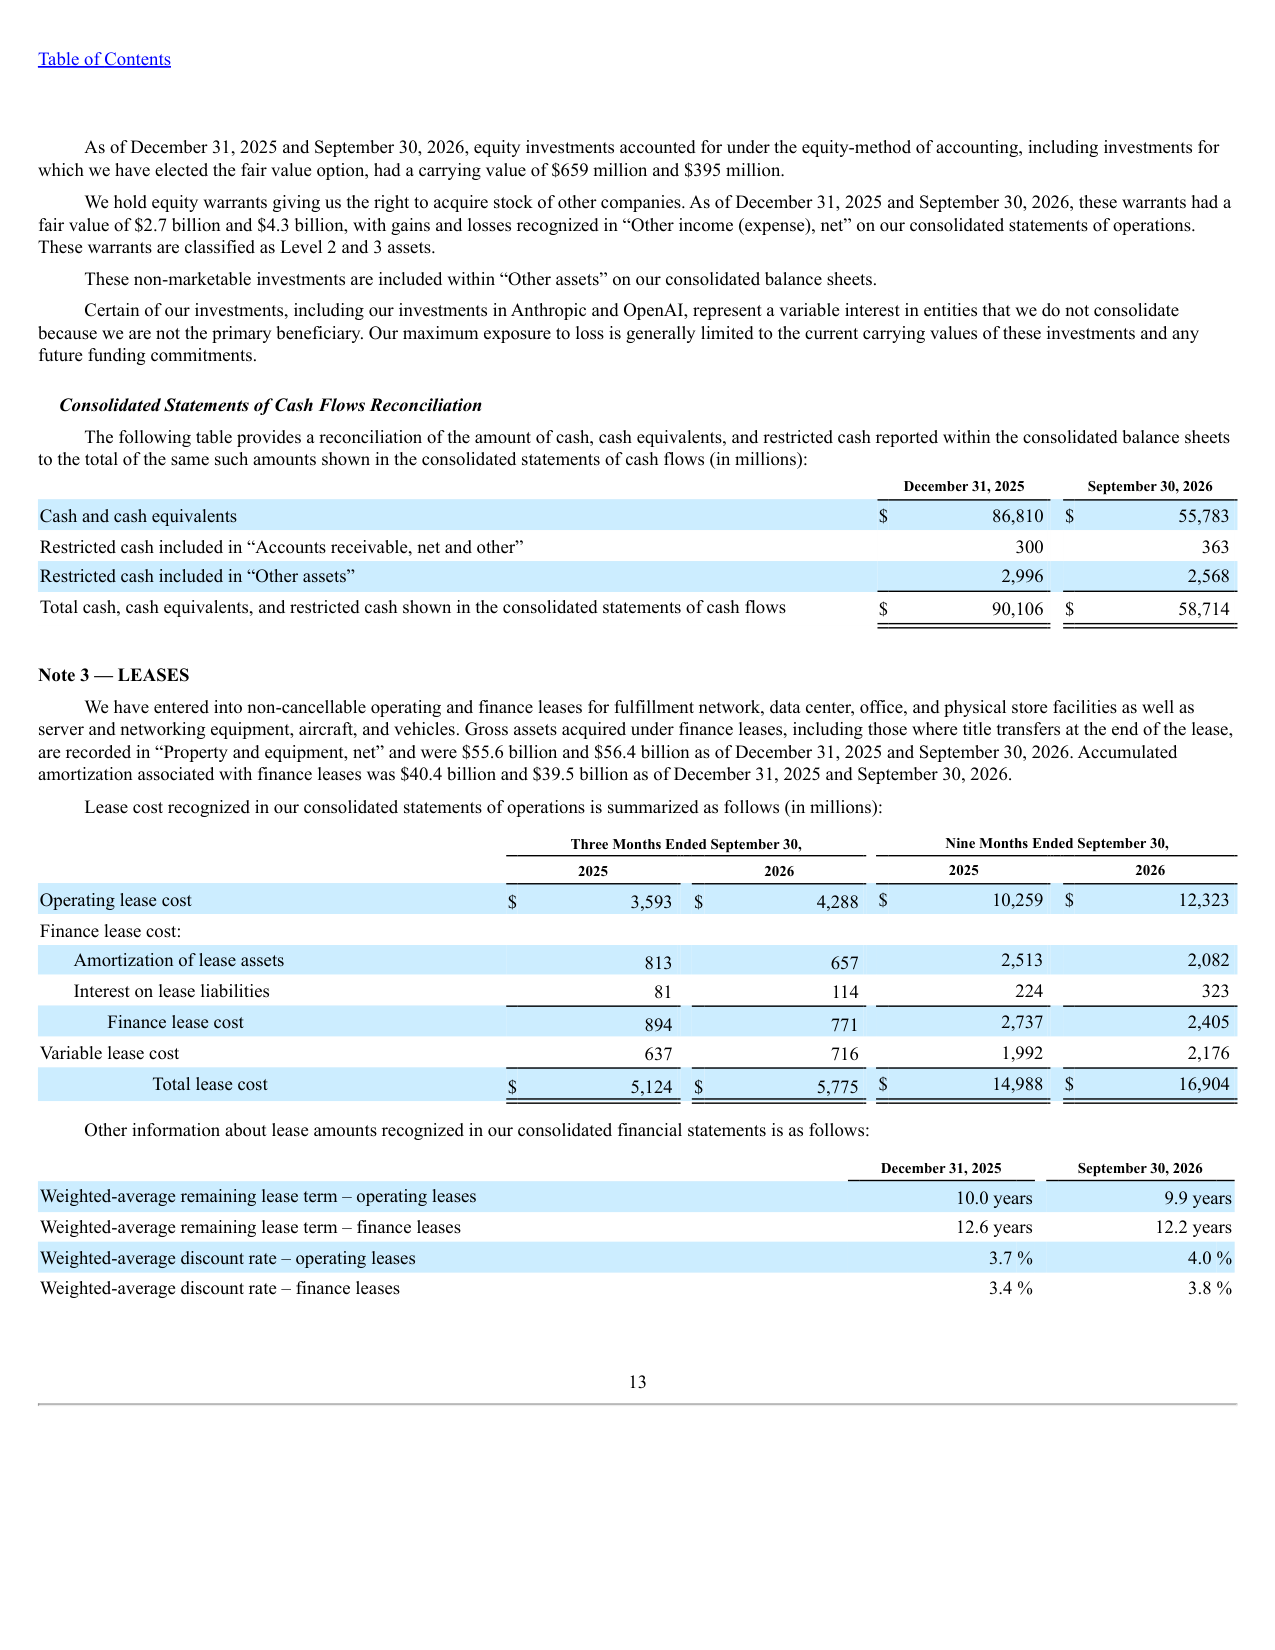 Table of Contents
As of December 31, 2025 and September 30, 2026, equity investments accounted for under the equity-method of accounting, including investments for
which we have elected the fair value option, had a carrying value of $659 million and $395 million.
We hold equity warrants giving us the right to acquire stock of other companies. As of December 31, 2025 and September 30, 2026, these warrants had a
fair value of $2.7 billion and $4.3 billion, with gains and losses recognized in “Other income (expense), net” on our consolidated statements of operations.
These warrants are classified as Level 2 and 3 assets.
These non-marketable investments are included within “Other assets” on our consolidated balance sheets.
Certain of our investments, including our investments in Anthropic and OpenAI, represent a variable interest in entities that we do not consolidate
because we are not the primary beneficiary. Our maximum exposure to loss is generally limited to the current carrying values of these investments and any
future funding commitments.
Consolidated Statements of Cash Flows Reconciliation
The following table provides a reconciliation of the amount of cash, cash equivalents, and restricted cash reported within the consolidated balance sheets
to the total of the same such amounts shown in the consolidated statements of cash flows (in millions):
December 31, 2025 September 30, 2026
Cash and cash equivalents $ 86,810 $ 55,783
Restricted cash included in “Accounts receivable, net and other” 300 363
Restricted cash included in “Other assets” 2,996 2,568
Total cash, cash equivalents, and restricted cash shown in the consolidated statements of cash flows $ 90,106 $ 58,714
Note 3 — LEASES
We have entered into non-cancellable operating and finance leases for fulfillment network, data center, office, and physical store facilities as well as
server and networking equipment, aircraft, and vehicles. Gross assets acquired under finance leases, including those where title transfers at the end of the lease,
are recorded in “Property and equipment, net” and were $55.6 billion and $56.4 billion as of December 31, 2025 and September 30, 2026. Accumulated
amortization associated with finance leases was $40.4 billion and $39.5 billion as of December 31, 2025 and September 30, 2026.
Lease cost recognized in our consolidated statements of operations is summarized as follows (in millions):
Three Months Ended September 30, Nine Months Ended September 30,
2025 2026 2025 2026
Operating lease cost $ 3,593 $ 4,288 $ 10,259 $ 12,323
Finance lease cost:
Amortization of lease assets 813 657 2,513 2,082
Interest on lease liabilities 81 114 224 323
Finance lease cost 894 771 2,737 2,405
Variable lease cost 637 716 1,992 2,176
Total lease cost $ 5,124 $ 5,775 $ 14,988 $ 16,904
Other information about lease amounts recognized in our consolidated financial statements is as follows:
December 31, 2025 September 30, 2026
Weighted-average remaining lease term – operating leases 10.0 years 9.9 years
Weighted-average remaining lease term – finance leases 12.6 years 12.2 years
Weighted-average discount rate – operating leases 3.7 % 4.0 %
Weighted-average discount rate – finance leases 3.4 % 3.8 %
13